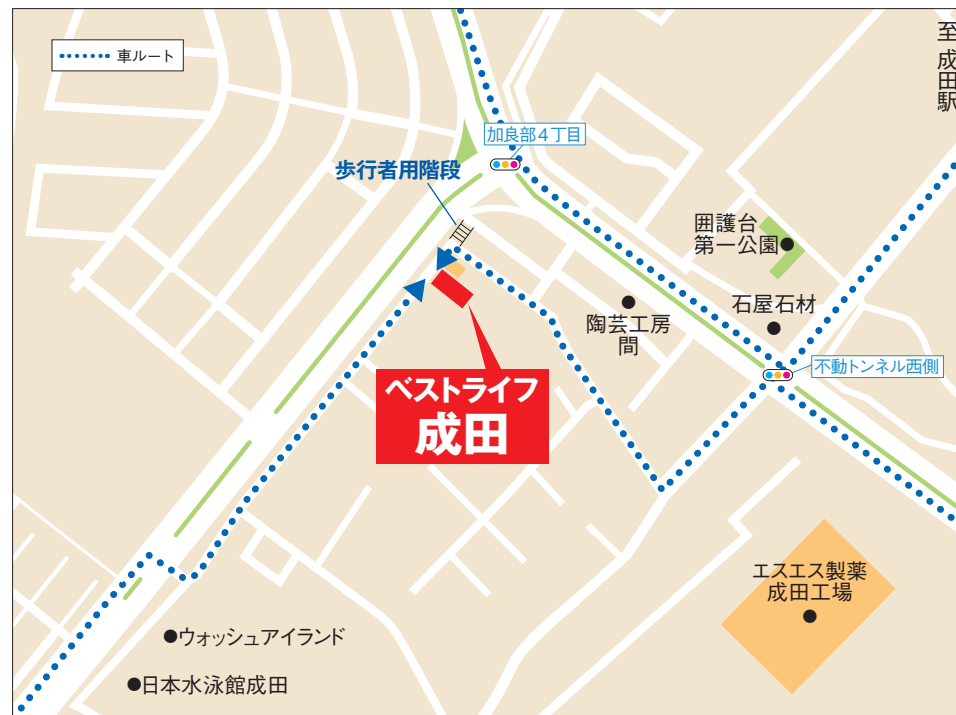 車ルート
至成田駅
加良部4丁目
歩行者用階段
囲護台
第一公園
石屋石材
陶芸工房
間
不動トンネル西側
ベストライフ
成田
エスエス製薬
成田工場
ウォッシュアイランド
日本水泳館成田